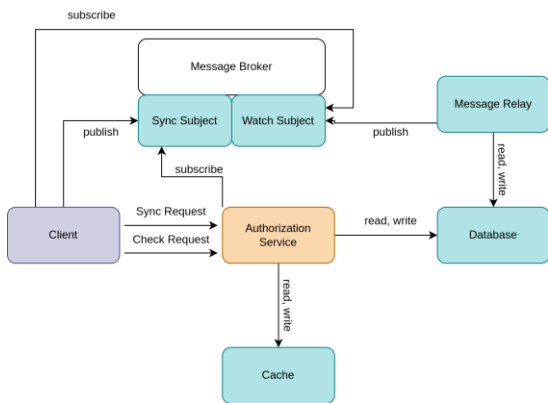 subscribe
Message Broker
Sync Subject
Watch Subject
Message Relay
publish
publish
subscribe
read, write
Client
Sync Request
Check Request
Authorization
Service
read, write
Database
read, write
Cache